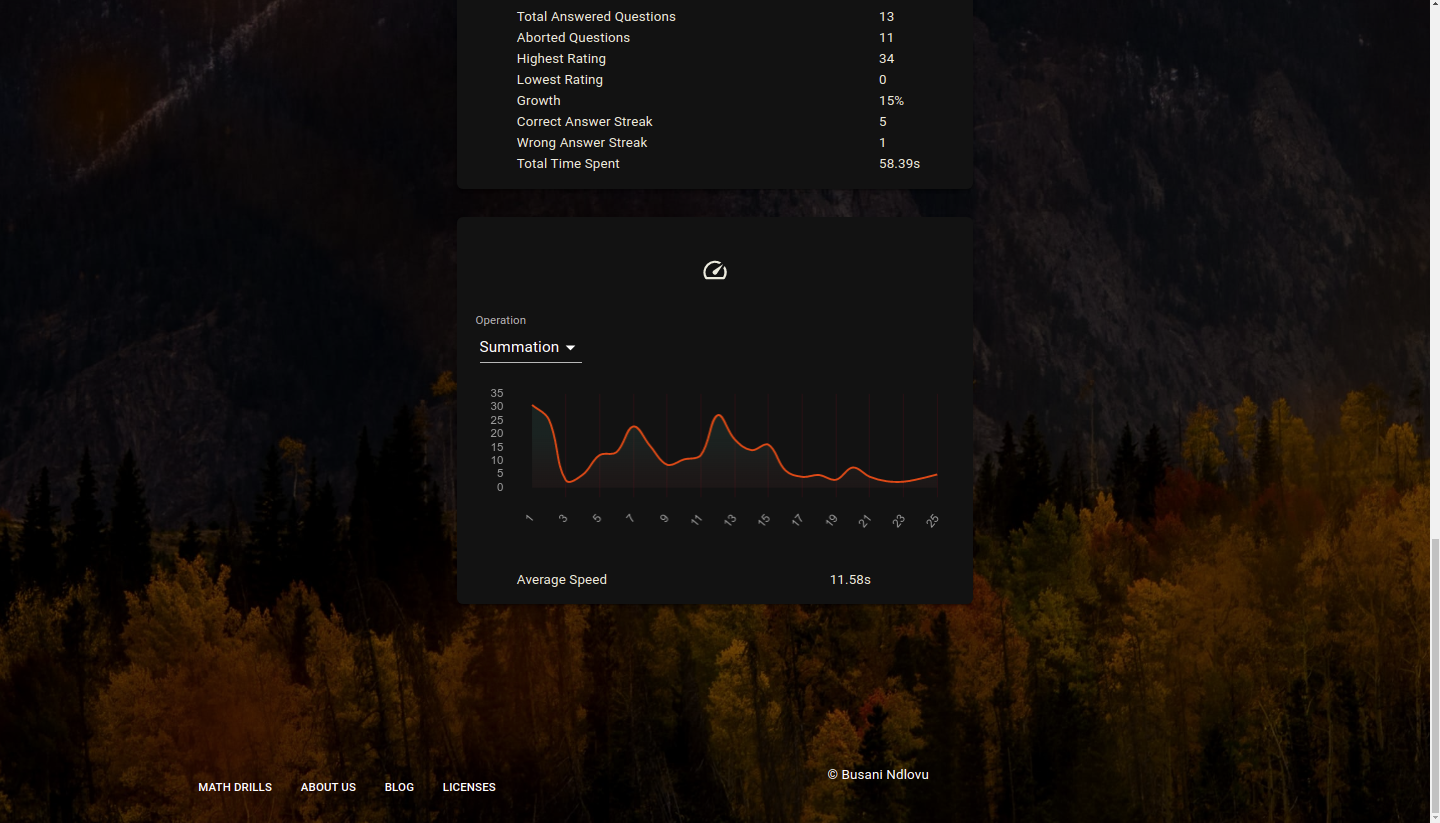 Total Answered Questions 13
Aborted Questions 11
Highest Rating 34
Lowest Rating 0
Growth 15%
Correct Answer Streak 5
Wrong Answer Streak 1
Total Time Spent 58.39s
Operation
Summation
35
30
25
20
15
10
5
0
1 3 5 7 9 11 13 15 17 19 21 23 25
Average Speed 11.58s
© Busani Ndlovu
MATH DRILLS ABOUT US BLOG LICENSES